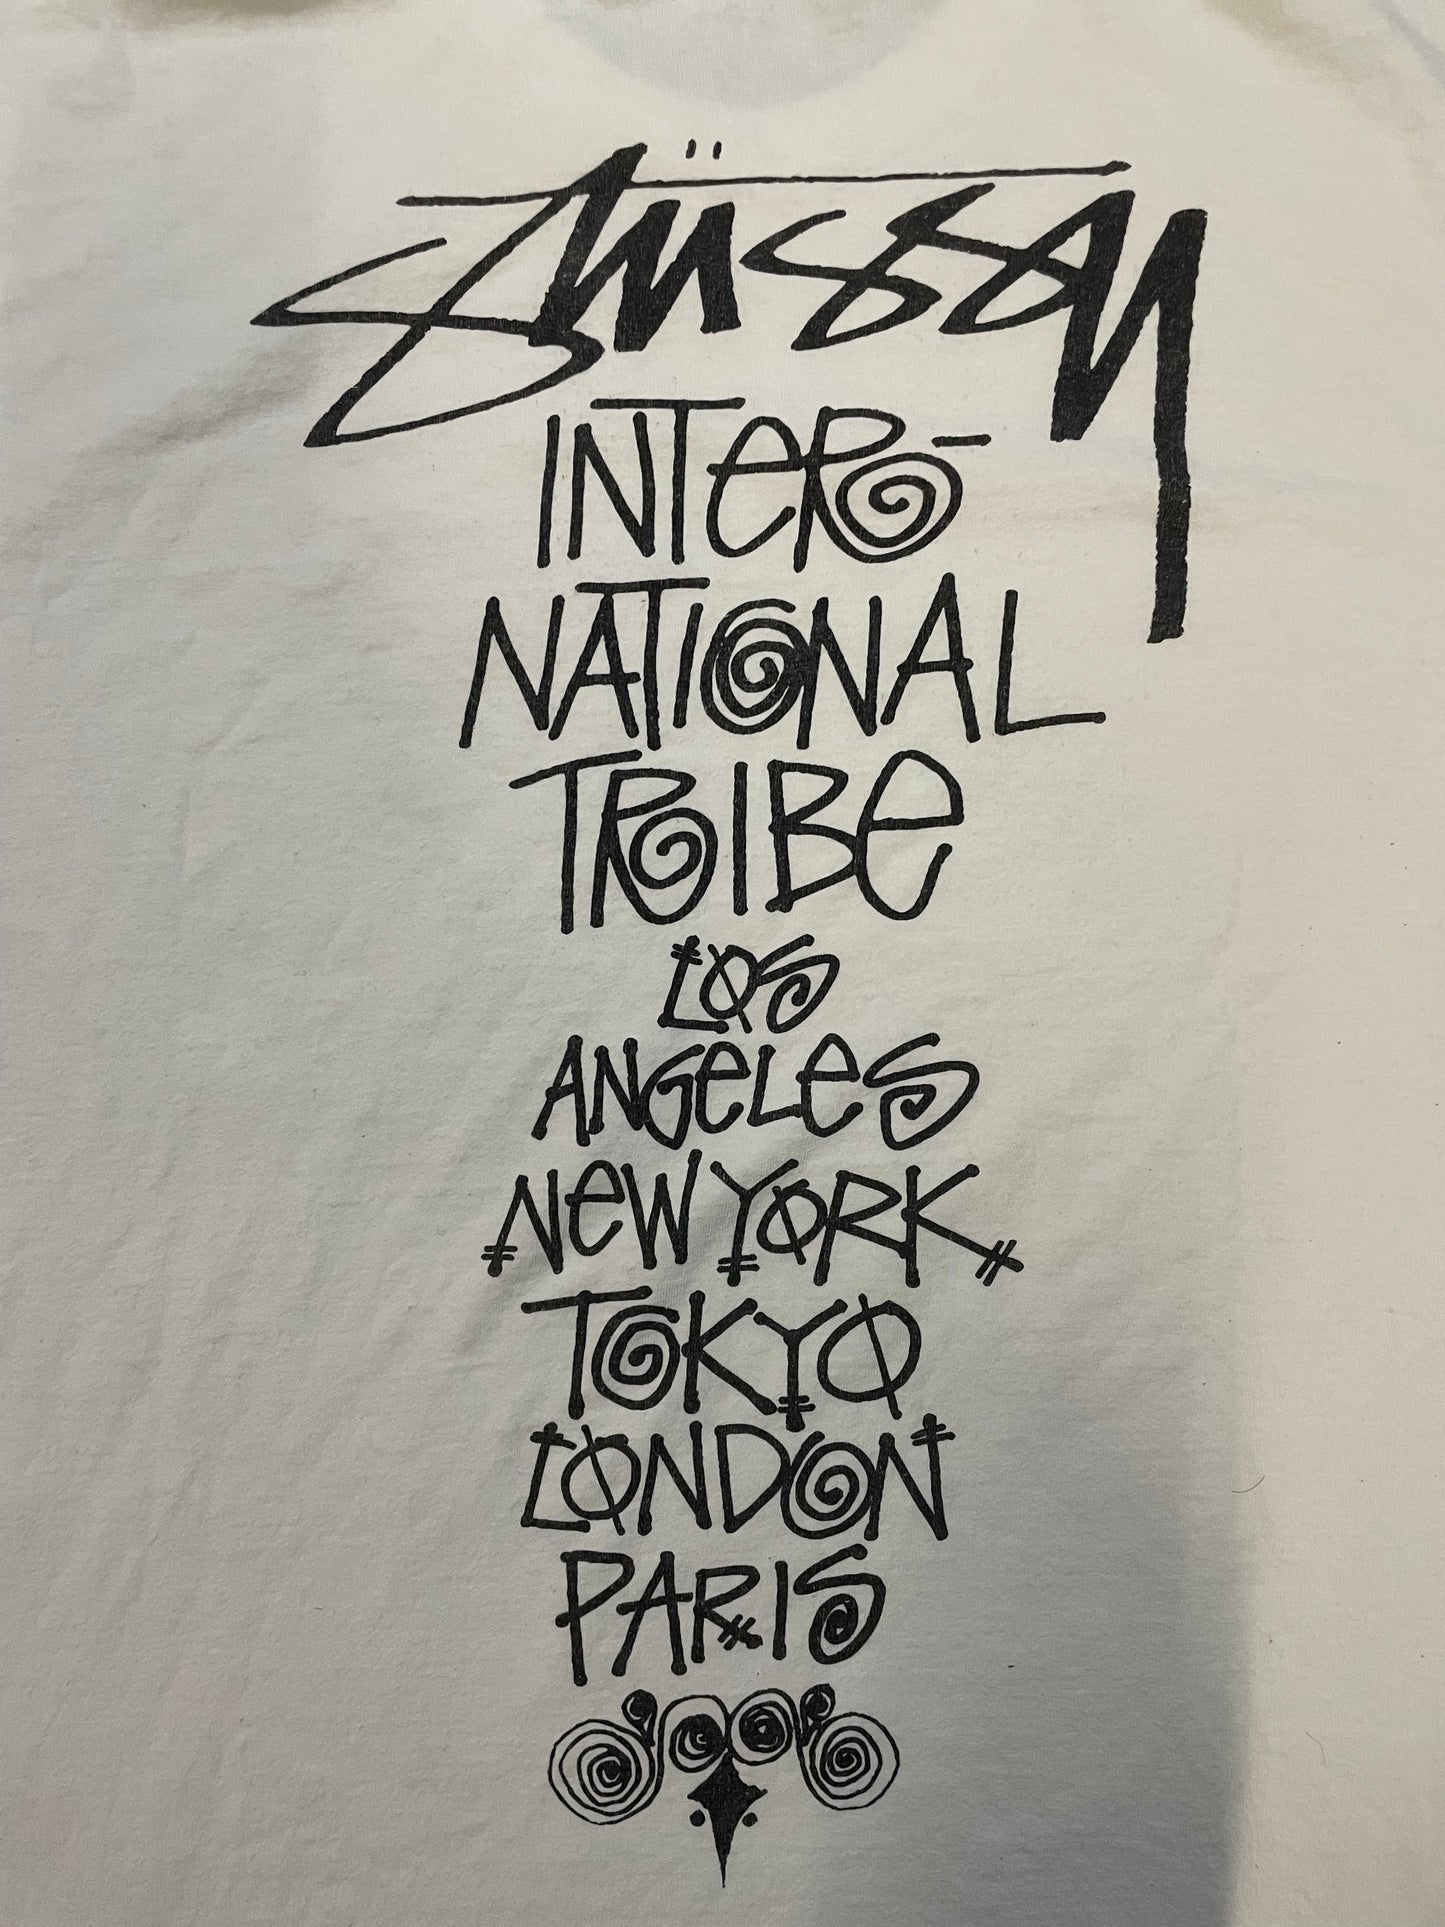 Stüssy
INTER-
NATIONAL
TRIBE
LOS
ANGELES
NEW YORK
TOKYO
LONDON
PARIS